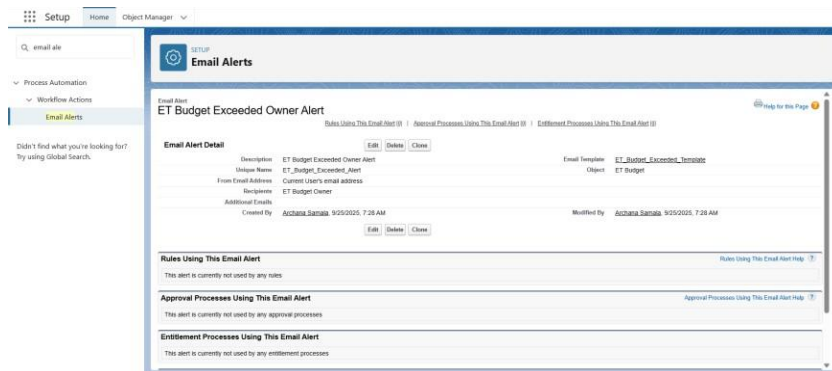 Setup Home Object Manager
email ale
Process Automation
Workflow Actions
Email Alerts
Didn't find what you're looking for?
Try using Global Search.
SETUP
Email Alerts
Email Alert
ET Budget Exceeded Owner Alert
Help for this Page
Rules Using This Email Alert [0] | Approval Processes Using This Email Alert [0] | Entitlement Processes Using This Email Alert [0]
Email Alert Detail Edit Delete Clone
Description ET Budget Exceeded Owner Alert Email Template ET_Budget_Exceeded_Template
Unique Name ET_Budget_Exceeded_Alert Object ET Budget
From Email Address Current User's email address
Recipients ET Budget Owner
Additional Emails
Created By Archana Samala, 9/25/2025, 7:28 AM Modified By Archana Samala, 9/25/2025, 7:28 AM
Edit Delete Clone
Rules Using This Email Alert Rules Using This Email Alert Help ?
This alert is currently not used by any rules
Approval Processes Using This Email Alert Approval Processes Using This Email Alert Help ?
This alert is currently not used by any approval processes
Entitlement Processes Using This Email Alert
This alert is currently not used by any entitlement processes